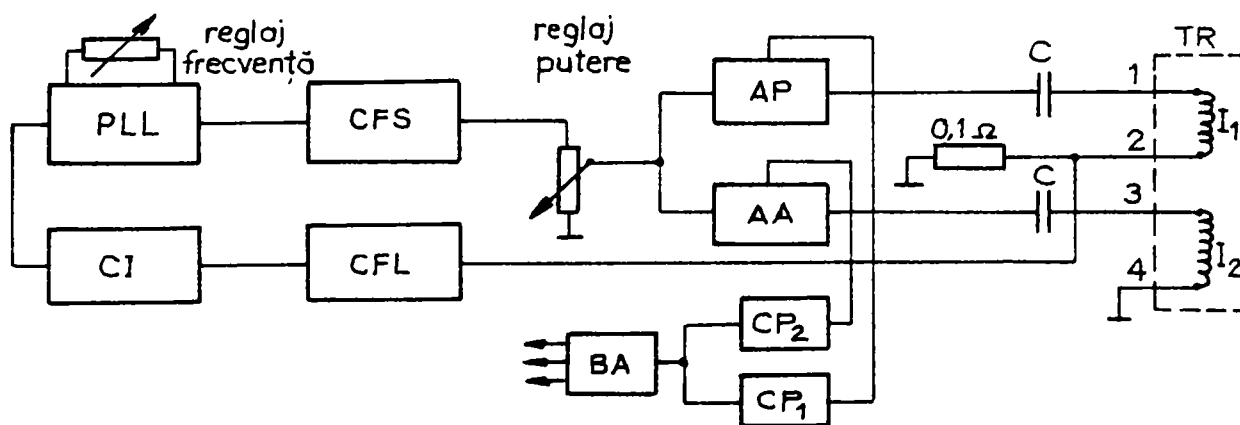 reglaj
frecvență
reglaj
putere
PLL
CFS
AP
C
1
TR
I₁
0,1 Ω
2
AA
C
3
I₂
4
CI
CFL
BA
CP₂
CP₁